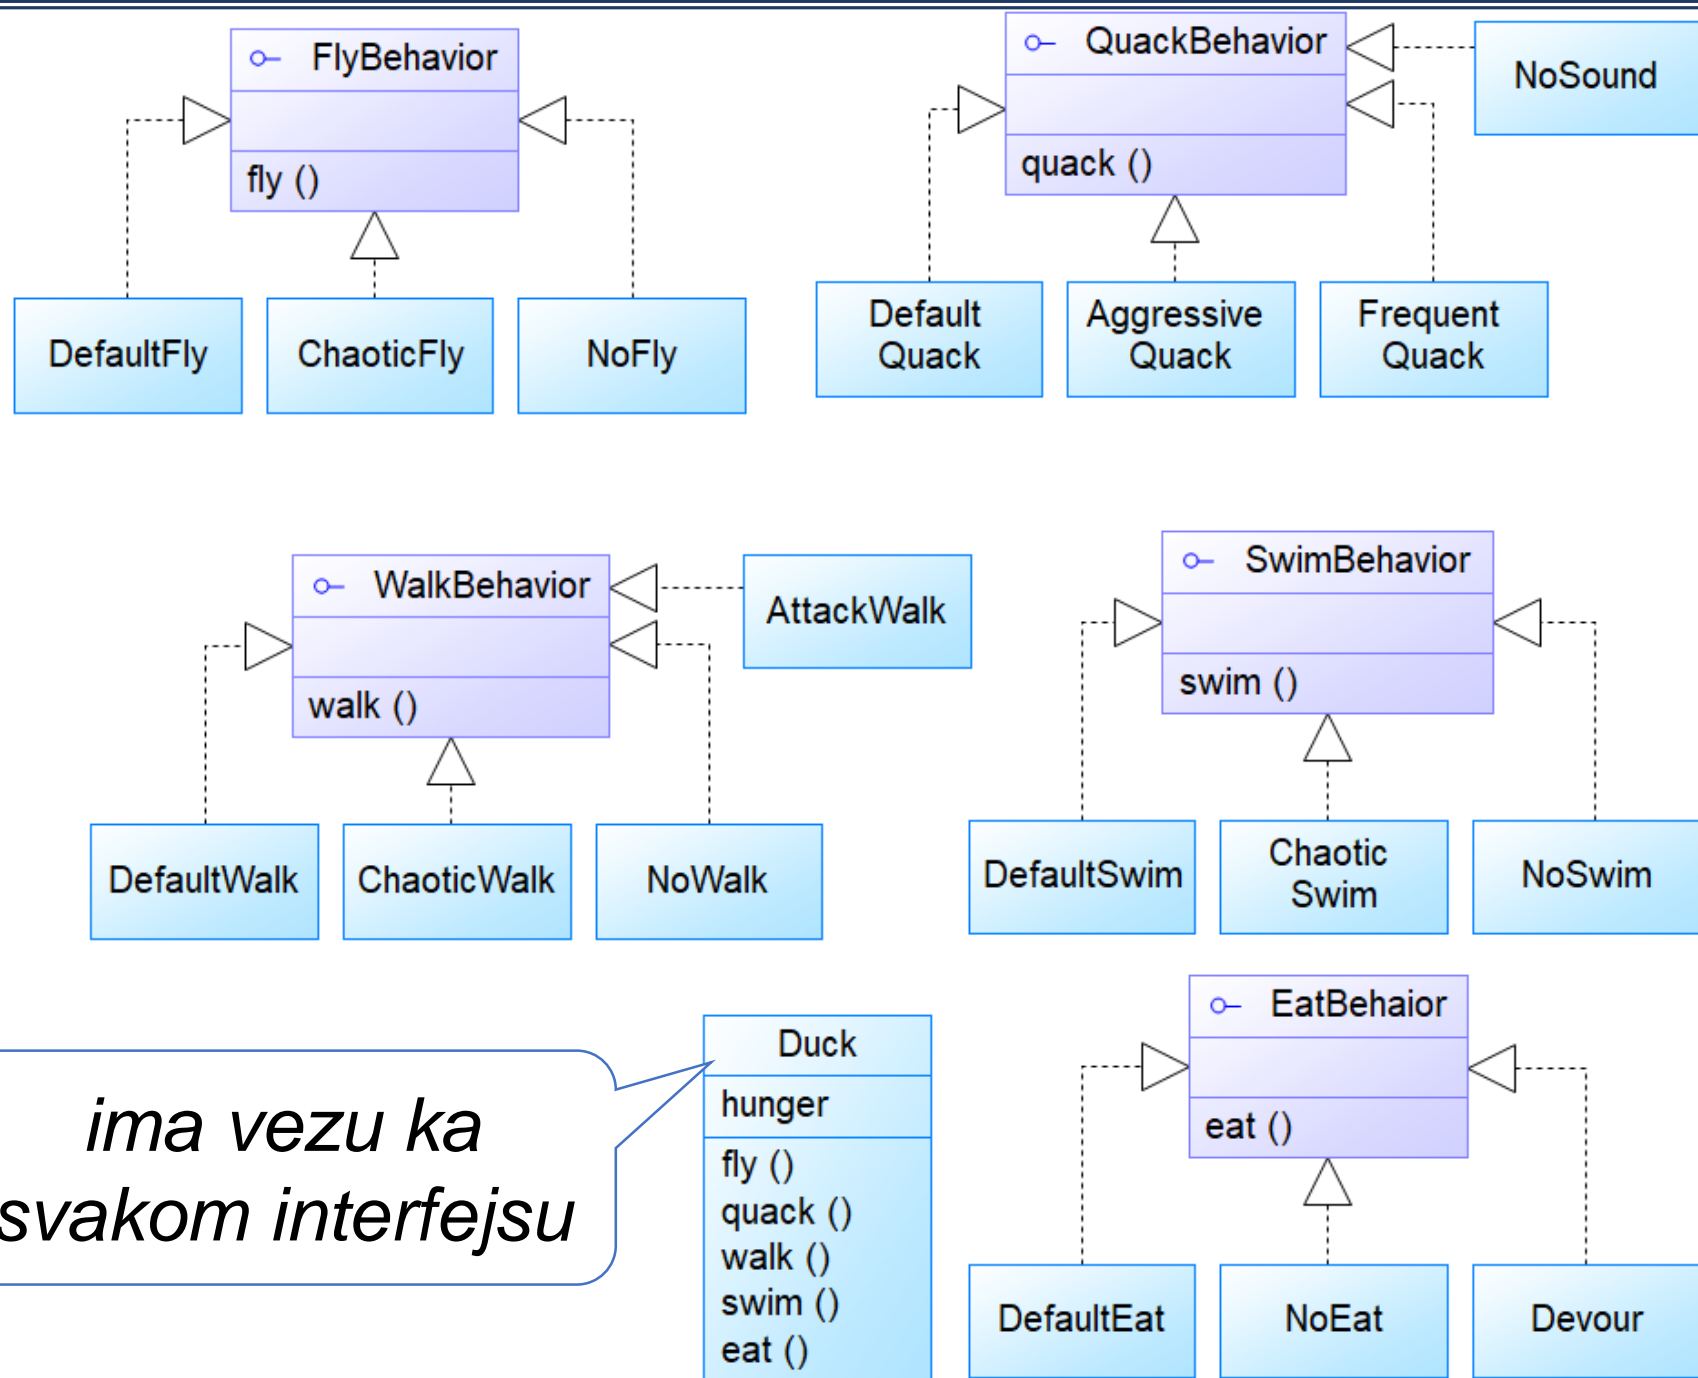 FlyBehavior
fly ()
DefaultFly
ChaoticFly
NoFly
QuackBehavior
quack ()
NoSound
Default
Quack
Aggressive
Quack
Frequent
Quack
WalkBehavior
walk ()
AttackWalk
DefaultWalk
ChaoticWalk
NoWalk
SwimBehavior
swim ()
DefaultSwim
Chaotic
Swim
NoSwim
ima vezu ka
svakom interfejsu
Duck
hunger
fly ()
quack ()
walk ()
swim ()
eat ()
EatBehaior
eat ()
DefaultEat
NoEat
Devour